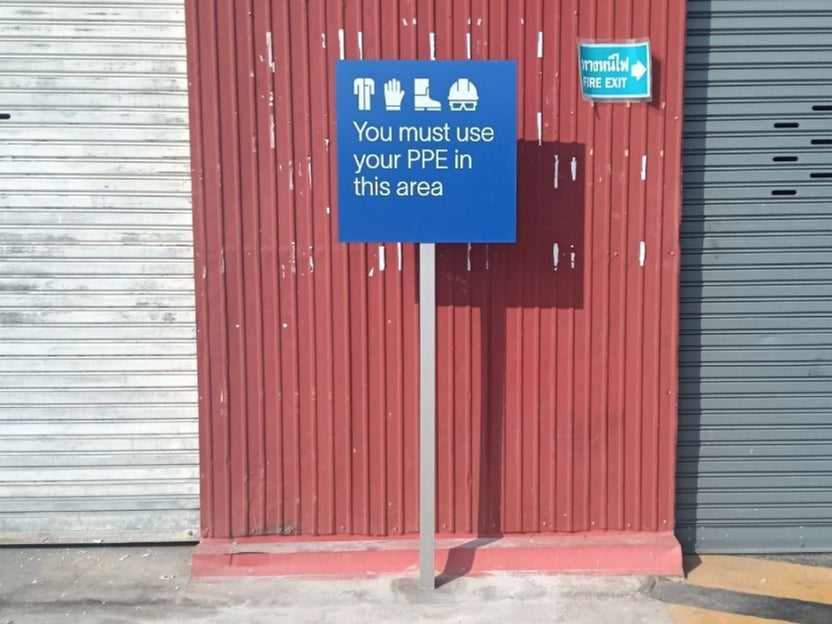 You must use
your PPE in
this area
ทางหนีไฟ
FIRE EXIT